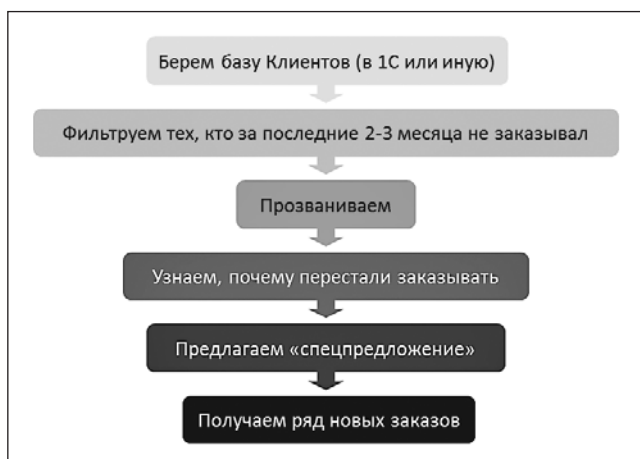 Берем базу Клиентов (в 1С или иную)
Фильтруем тех, кто за последние 2-3 месяца не заказывал
Прозваниваем
Узнаем, почему перестали заказывать
Предлагаем «спецпредложение»
Получаем ряд новых заказов